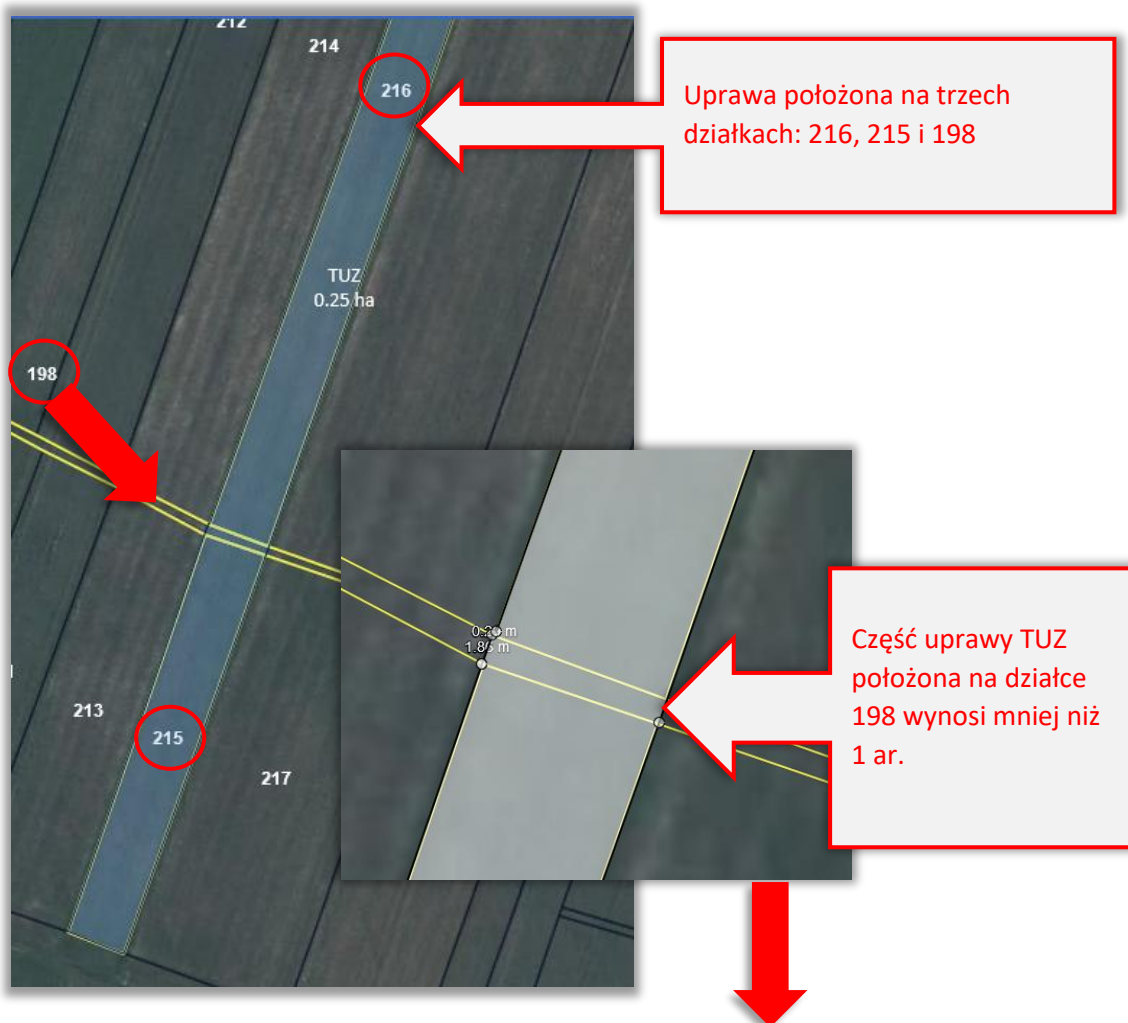 212
214
216
Uprawa położona na trzech
działkach: 216, 215 i 198
TUZ
0.25 ha
198
1.86 m
Część uprawy TUZ
położona na działce
198 wynosi mniej niż
1 ar.
213
215
217